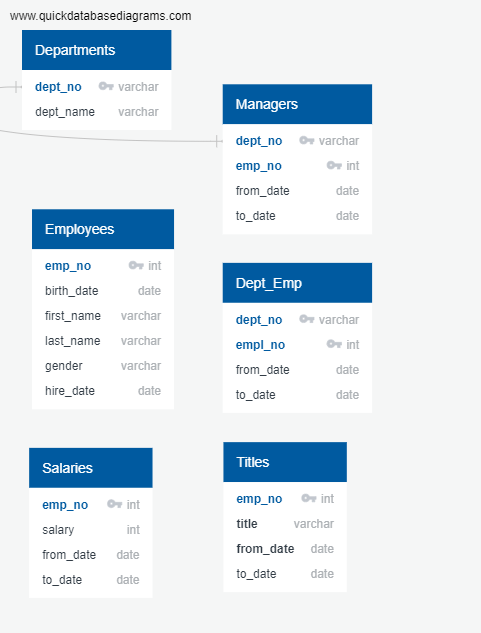 www.quickdatabasediagrams.com
Departments
dept_no varchar
dept_name varchar
Managers
dept_no varchar
emp_no int
from_date date
to_date date
Employees
emp_no int
birth_date date
first_name varchar
last_name varchar
gender varchar
hire_date date
Dept_Emp
dept_no varchar
empl_no int
from_date date
to_date date
Salaries
emp_no int
salary int
from_date date
to_date date
Titles
emp_no int
title varchar
from_date date
to_date date